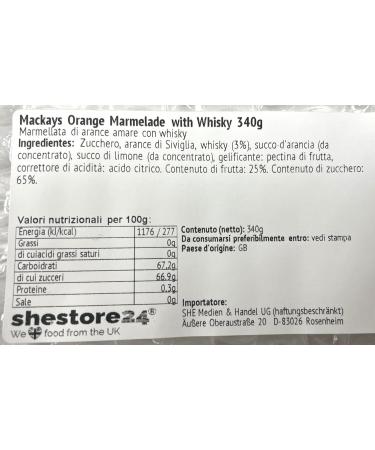 Mackays Orange Marmelade with Whisky 340g
Marmellata di arance amare con whisky
Ingredientes: Zucchero, arance di Siviglia, whisky (3%), succo d'arancia (da
concentrato), succo di limone (da concentrato), gelificante: pectina di frutta,
correttore di acidità: acido citrico. Contenuto di frutta: 25%. Contenuto di zucchero:
65%.
Valori nutrizionali per 100g:
Energia (kJ/kcal) 1176 / 277
Grassi 0g
di cuiacidi grassi saturi 0g
Carboidrati 67.2g
di cui zucceri 66.9g
Proteine 0.3g
Sale 0g
Contenuto (netto): 340g
Da consumarsi preferibilmente entro: vedi stampa
Paese d'origine: GB
Importatore:
SHE Medien & Handel UG (haftungsbeschränkt)
Äußere Oberaustraße 20 D-83026 Rosenheim
shestore24®
We food from the UK